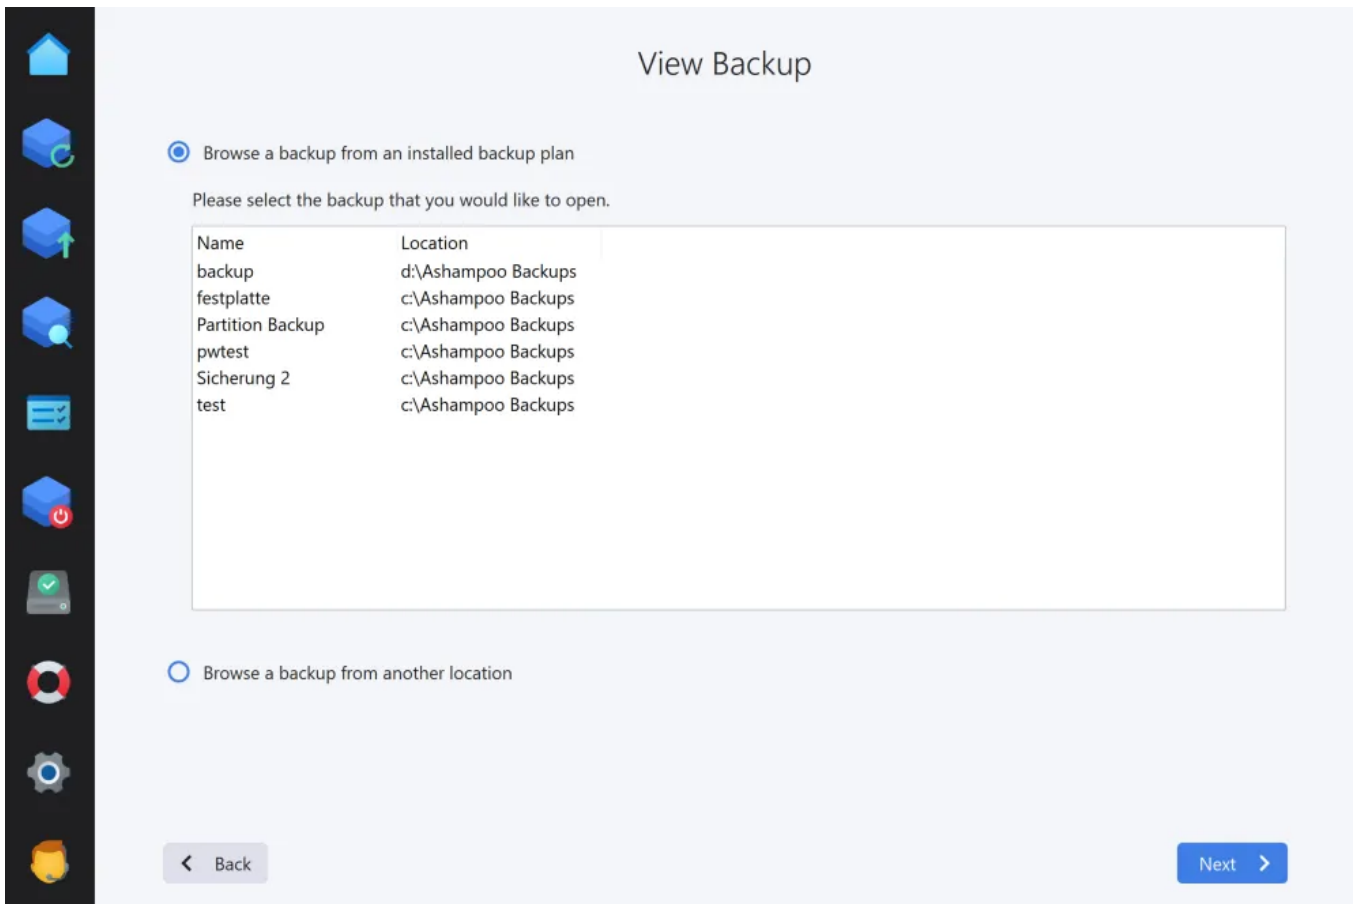 View Backup
Browse a backup from an installed backup plan
Please select the backup that you would like to open.
Name Location
backup d:\Ashampoo Backups
festplatte c:\Ashampoo Backups
Partition Backup c:\Ashampoo Backups
pwtest c:\Ashampoo Backups
Sicherung 2 c:\Ashampoo Backups
test c:\Ashampoo Backups
Browse a backup from another location
Back Next